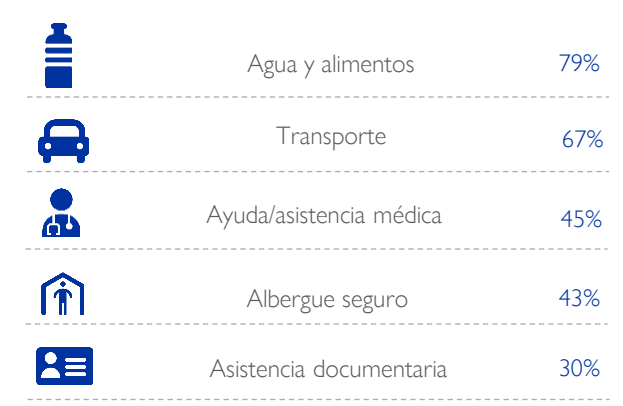 Agua y alimentos 79%
Transporte 67%
Ayuda/asistencia médica 45%
Albergue seguro 43%
Asistencia documentaria 30%